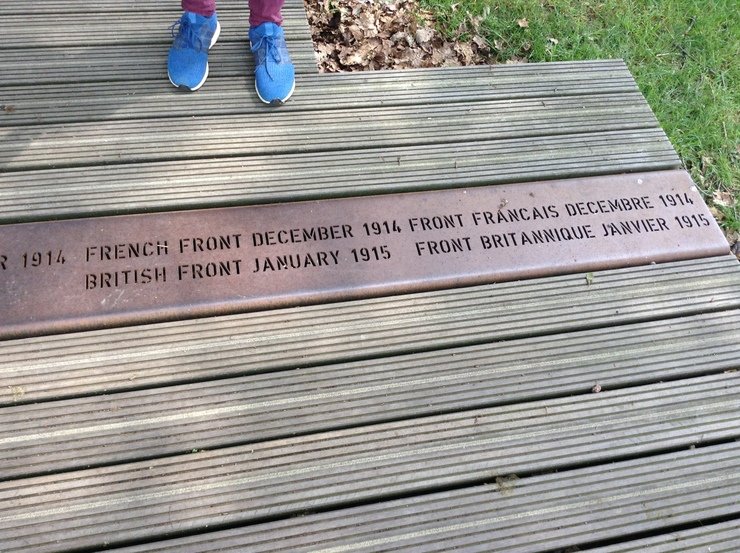 R 1914 FRENCH FRONT DECEMBER 1914 FRONT FRANCAIS DECEMBRE 1914
BRITISH FRONT JANUARY 1915 FRONT BRITANNIQUE JANVIER 1915